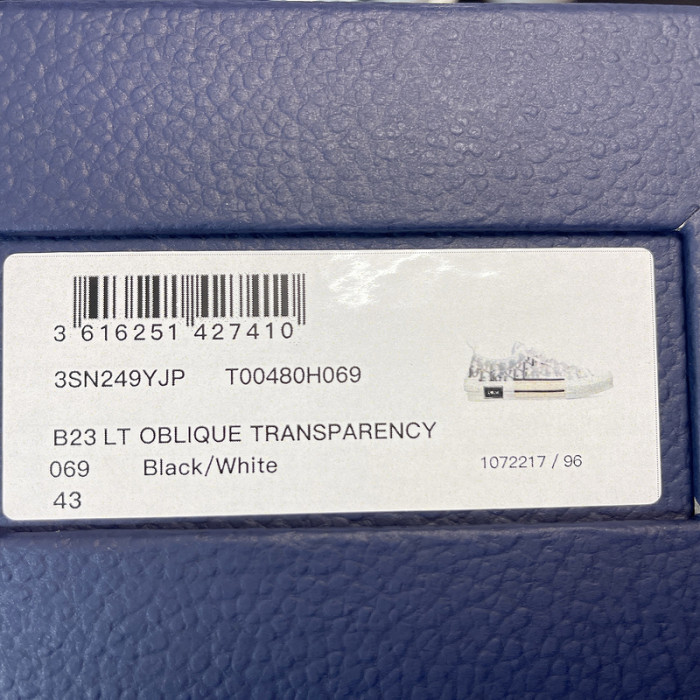 3 616251 427410
3SN249YJP T00480H069
B23 LT OBLIQUE TRANSPARENCY
069 Black/White
1072217 / 96
43